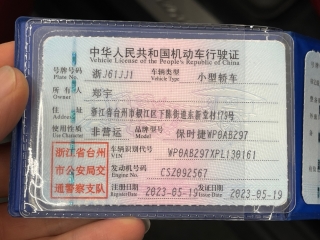 中华人民共和国机动车行驶证
Vehicle License of the People's Republic of China
号牌号码 浙J61JJ1 车辆类型 小型轿车
Plate No. Vehicle Type
所有人 郑宇
Owner
住址 浙江省台州市椒江区下陈街道东新堂村175号
Address
使用性质 非营运 品牌型号 保时捷WP0AB297
Use Character Model
浙江省台州市公安局交通警察支队
车辆识别代号 WP0AB297XPL130161
VIN
发动机号码 CSZ092567
Engine No.
注册日期 2023-05-19 发证日期 2023-05-19
Register Date Issue Date